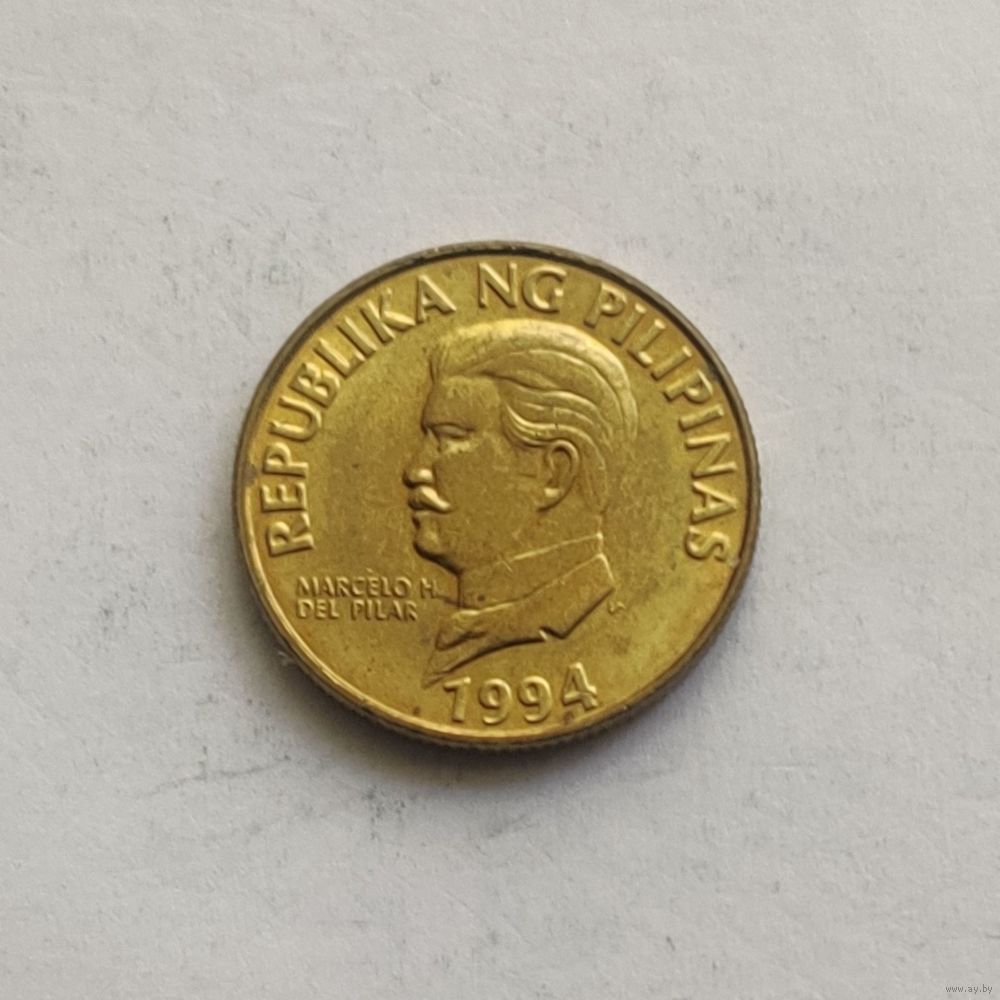 REPUBLIKA NG PILIPINAS
MARCELO H.
DEL PILAR
1994
www.ay.by